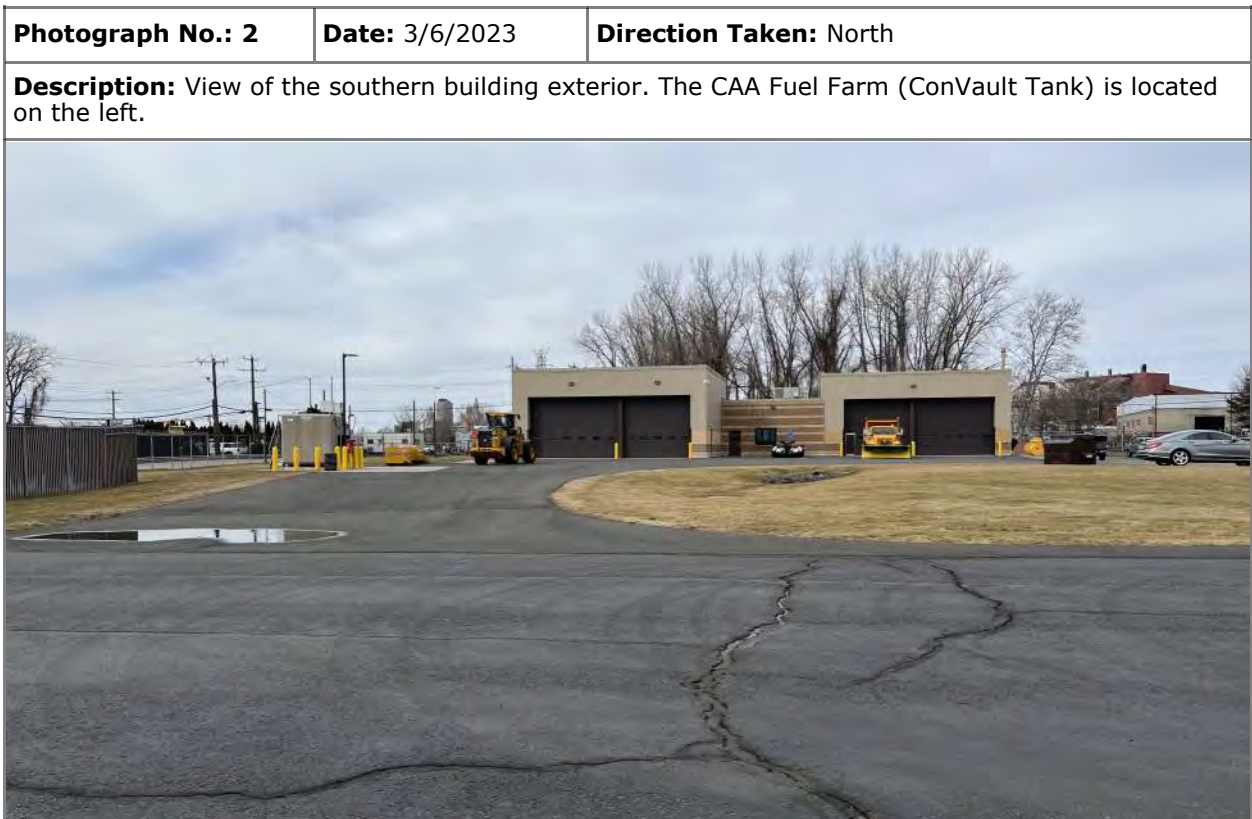 Photograph No.: 2
Date: 3/6/2023
Direction Taken: North
Description: View of the southern building exterior. The CAA Fuel Farm (ConVault Tank) is located
on the left.